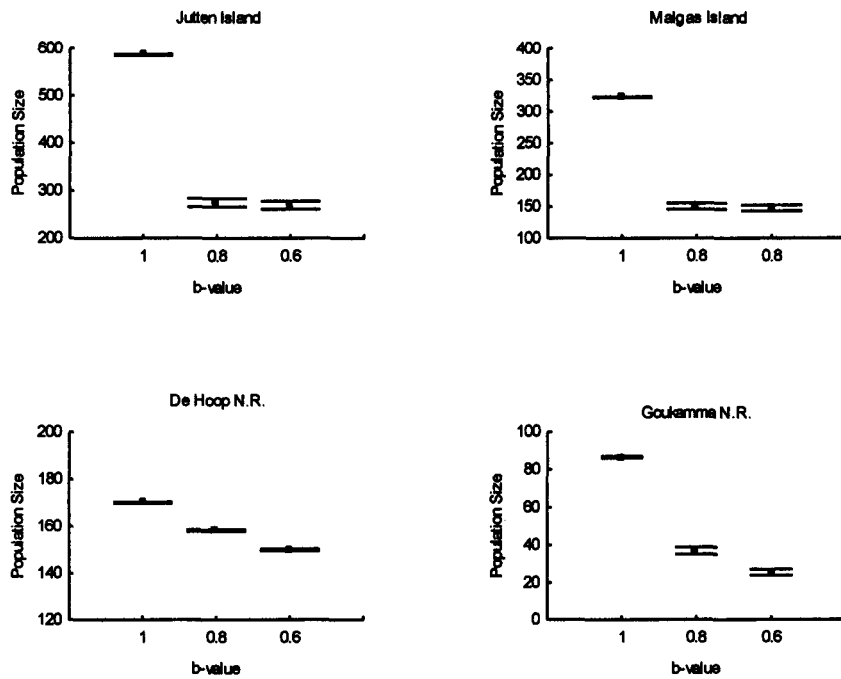 Jutten Island
600
500
400
300
200
Population Size
1 0.8 0.6
b-value
Malgas Island
400
350
300
250
200
150
100
Population Size
1 0.8 0.8
b-value
De Hoop N.R.
200
180
160
140
120
Population Size
1 0.8 0.6
b-value
Goukamma N.R.
100
80
60
40
20
0
Population Size
1 0.8 0.6
b-value